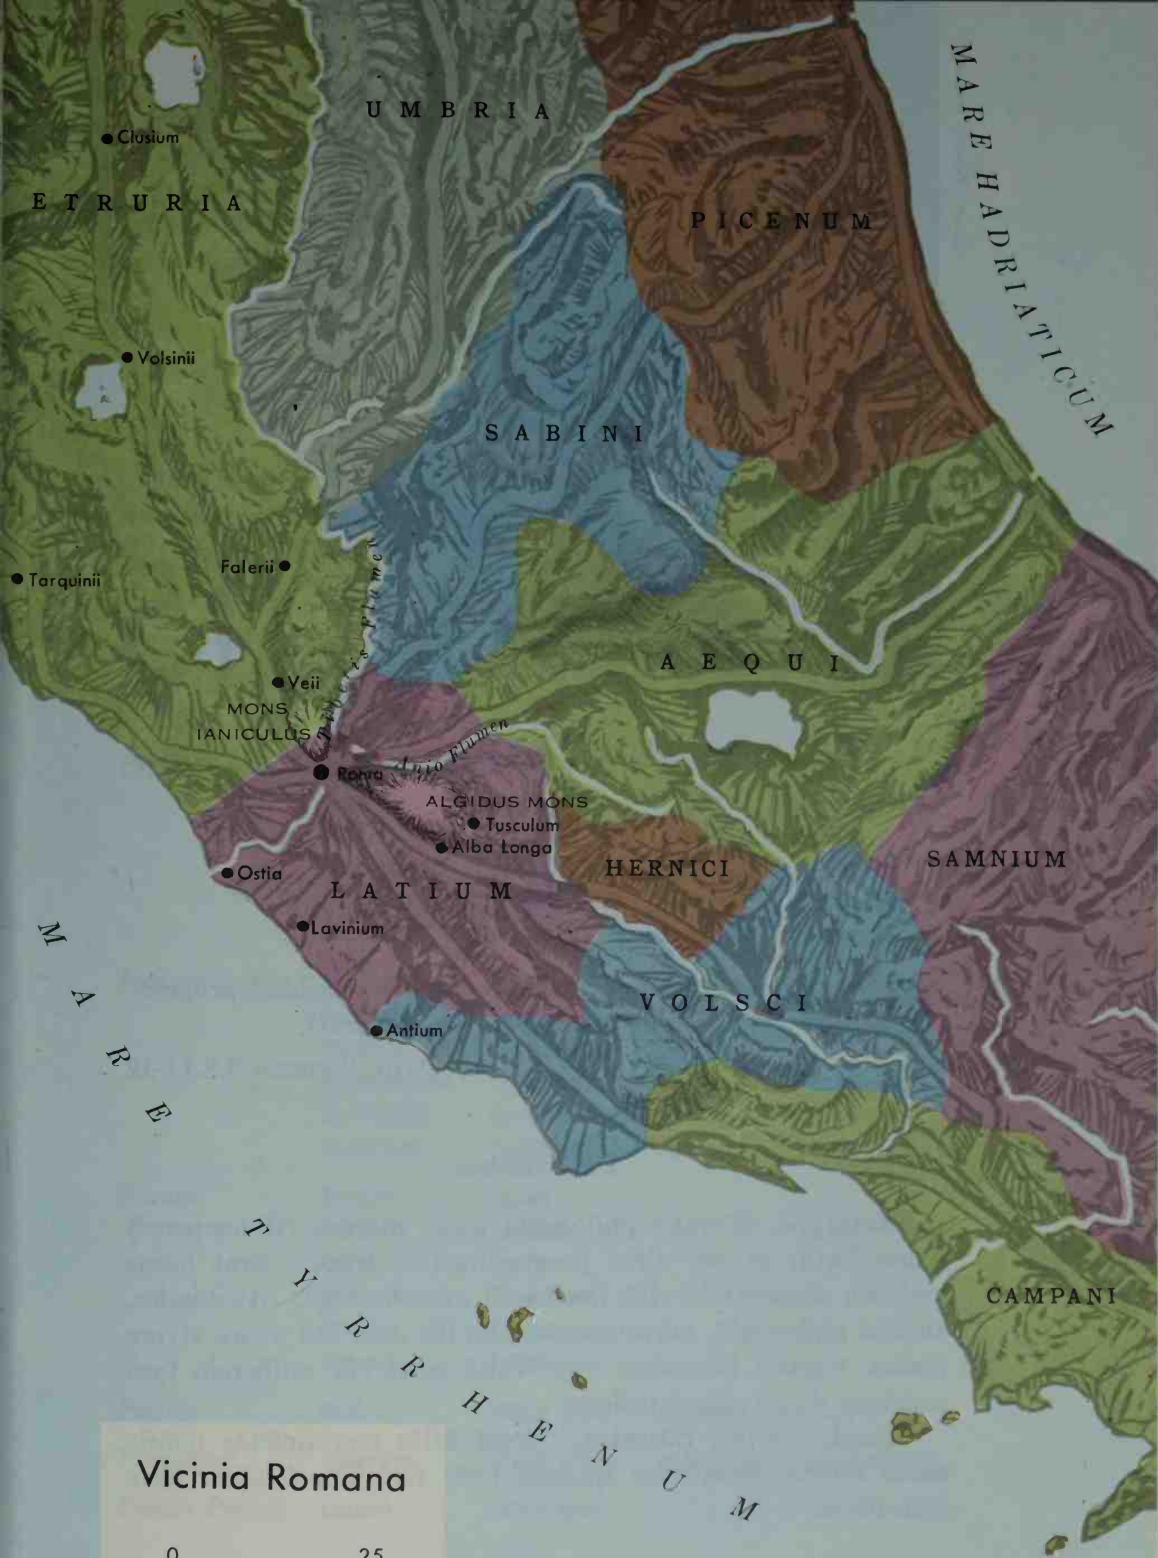 UMBRIA
MARE HADRIATICUM
Clusium
ETRURIA
PICENUM
Volsinii
SABINI
Falerii
Tarquinii
Tiberis Flumen
AEQUI
Veii
MONS
IANICULUS
Anio Flumen
Roma
ALGIDUS MONS
Tusculum
Alba Longa
SAMNIUM
HERNICI
Ostia
LATIUM
Lavinium
VOLSCI
Antium
MARE TYRRHENUM
CAMPANI
Vicinia Romana
0 25